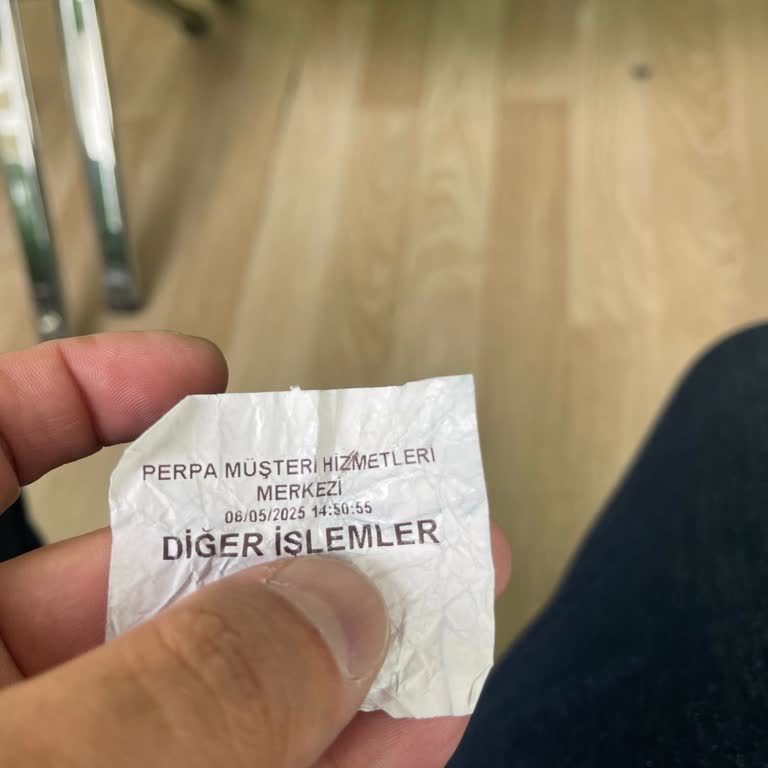 PERPA MÜŞTERİ HİZMETLERİ
MERKEZİ
06/05/2025 14:50:55
DİĞER İŞLEMLER